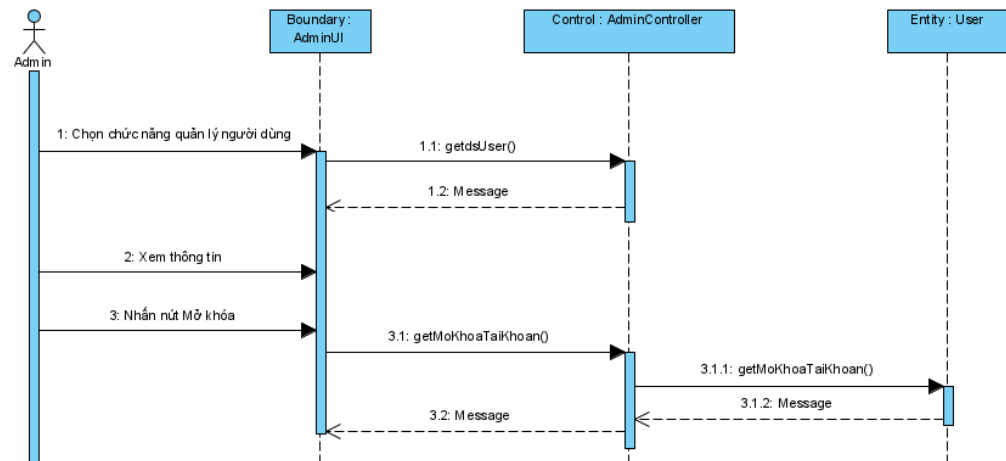 Boundary :
AdminUI
Control : AdminController
Entity : User
Admin
1: Chọn chức năng quản lý người dùng
1.1: getdsUser()
1.2: Message
2: Xem thông tin
3: Nhấn nút Mở khóa
3.1: getMoKhoaTaiKhoan()
3.1.1: getMoKhoaTaiKhoan()
3.1.2: Message
3.2: Message